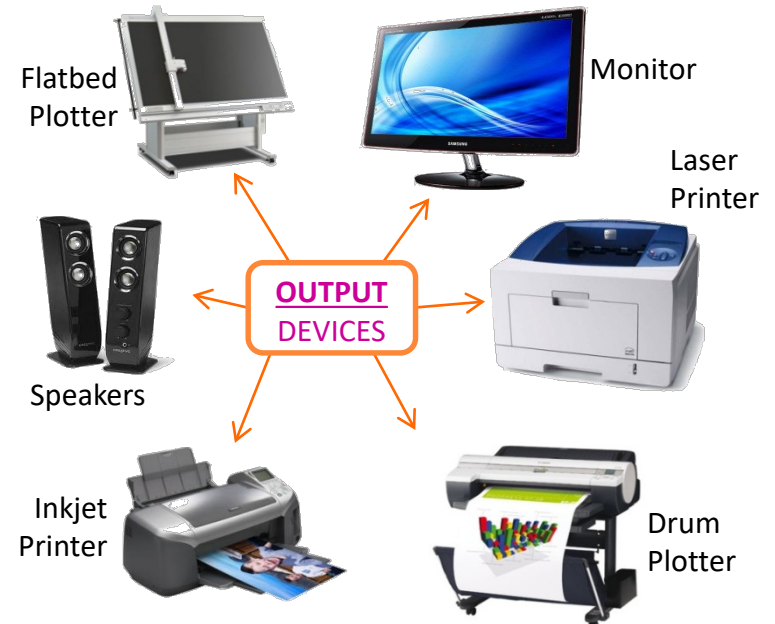 Flatbed
Plotter
Monitor
SAMSUNG
Laser
Printer
OUTPUT
DEVICES
Speakers
Inkjet
Printer
Drum
Plotter